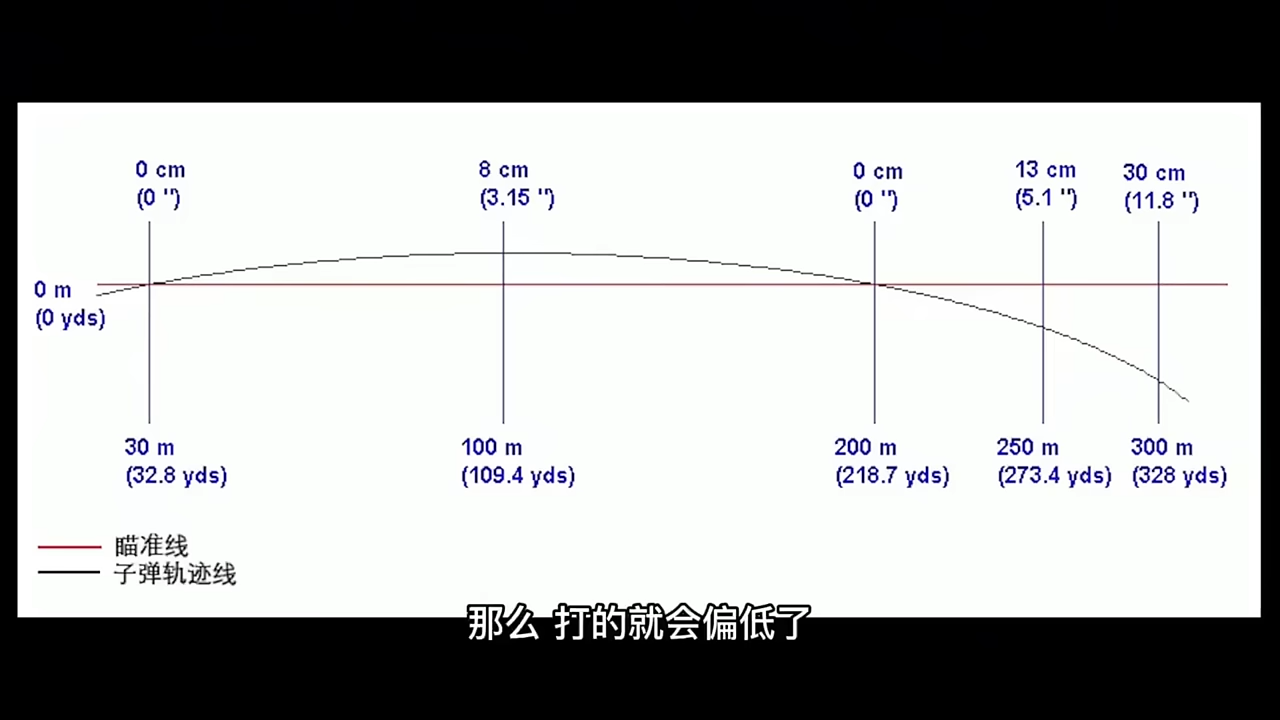 0 cm
(0 ")
8 cm
(3.15 ")
0 cm
(0 ")
13 cm
(5.1 ")
30 cm
(11.8 ")
0 m
(0 yds)
30 m
(32.8 yds)
100 m
(109.4 yds)
200 m
(218.7 yds)
250 m
(273.4 yds)
300 m
(328 yds)
瞄准线
子弹轨迹线
那么 打的就会偏低了